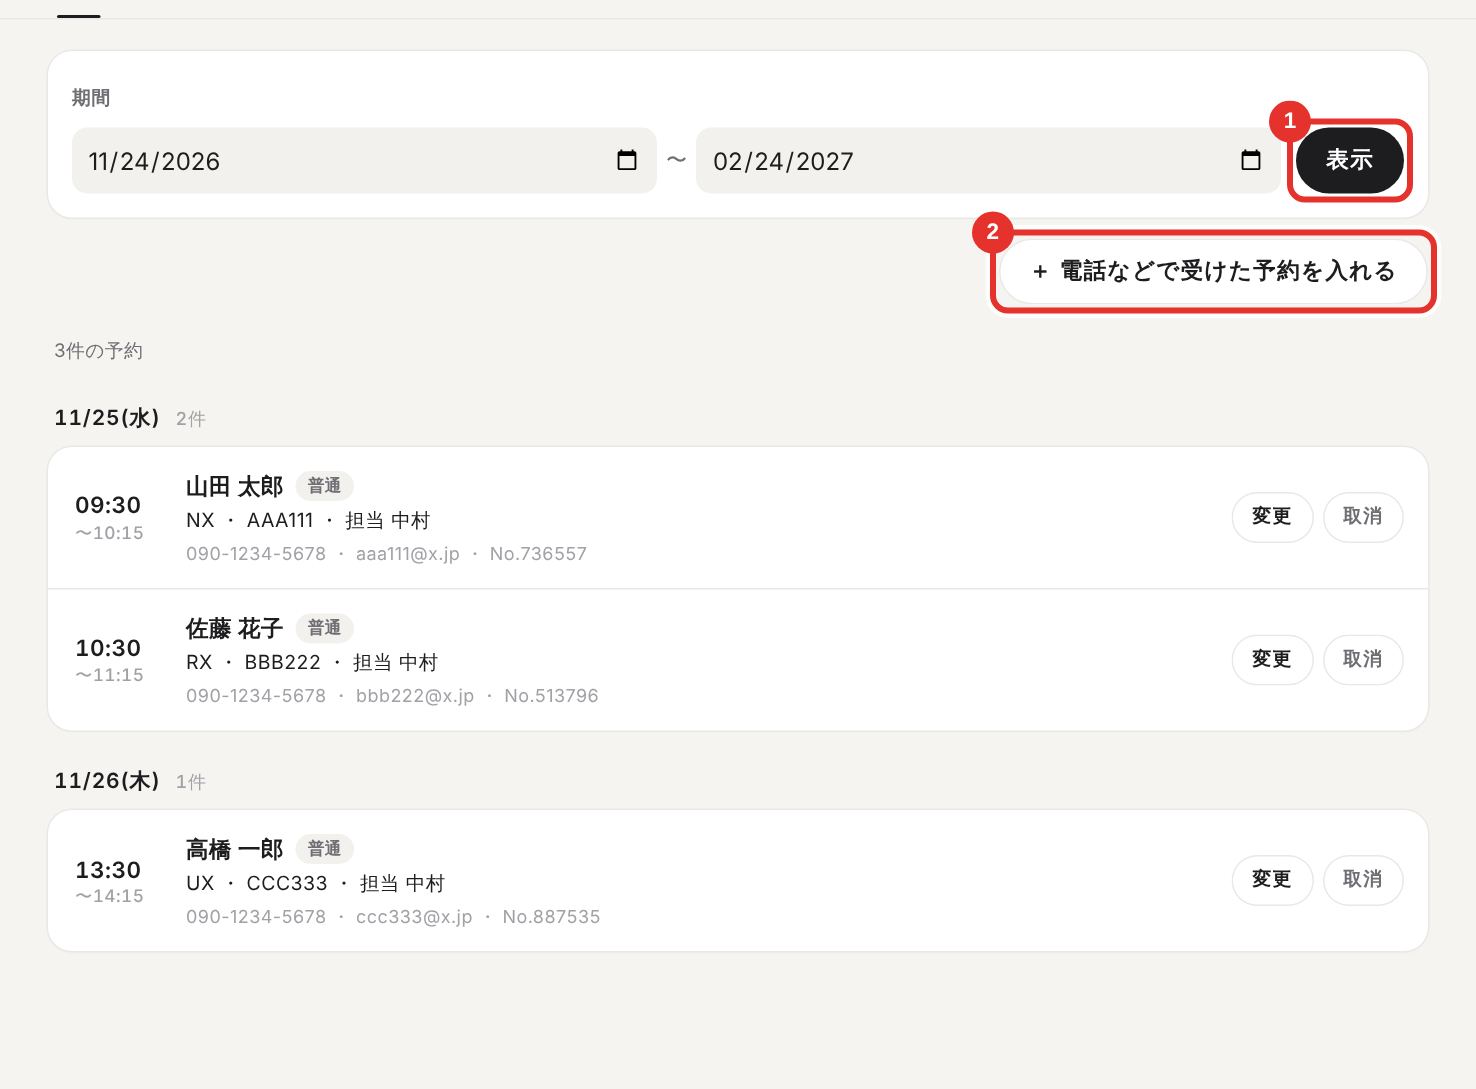 期間
11/24/2026 〜 02/24/2027 1 表示
2 + 電話などで受けた予約を入れる
3件の予約
11/25(水) 2件
09:30
〜10:15
山田 太郎 普通
NX ・ AAA111 ・ 担当 中村
090-1234-5678 ・ aaa111@x.jp ・ No.736557
変更 取消
10:30
〜11:15
佐藤 花子 普通
RX ・ BBB222 ・ 担当 中村
090-1234-5678 ・ bbb222@x.jp ・ No.513796
変更 取消
11/26(木) 1件
13:30
〜14:15
高橋 一郎 普通
UX ・ CCC333 ・ 担当 中村
090-1234-5678 ・ ccc333@x.jp ・ No.887535
変更 取消